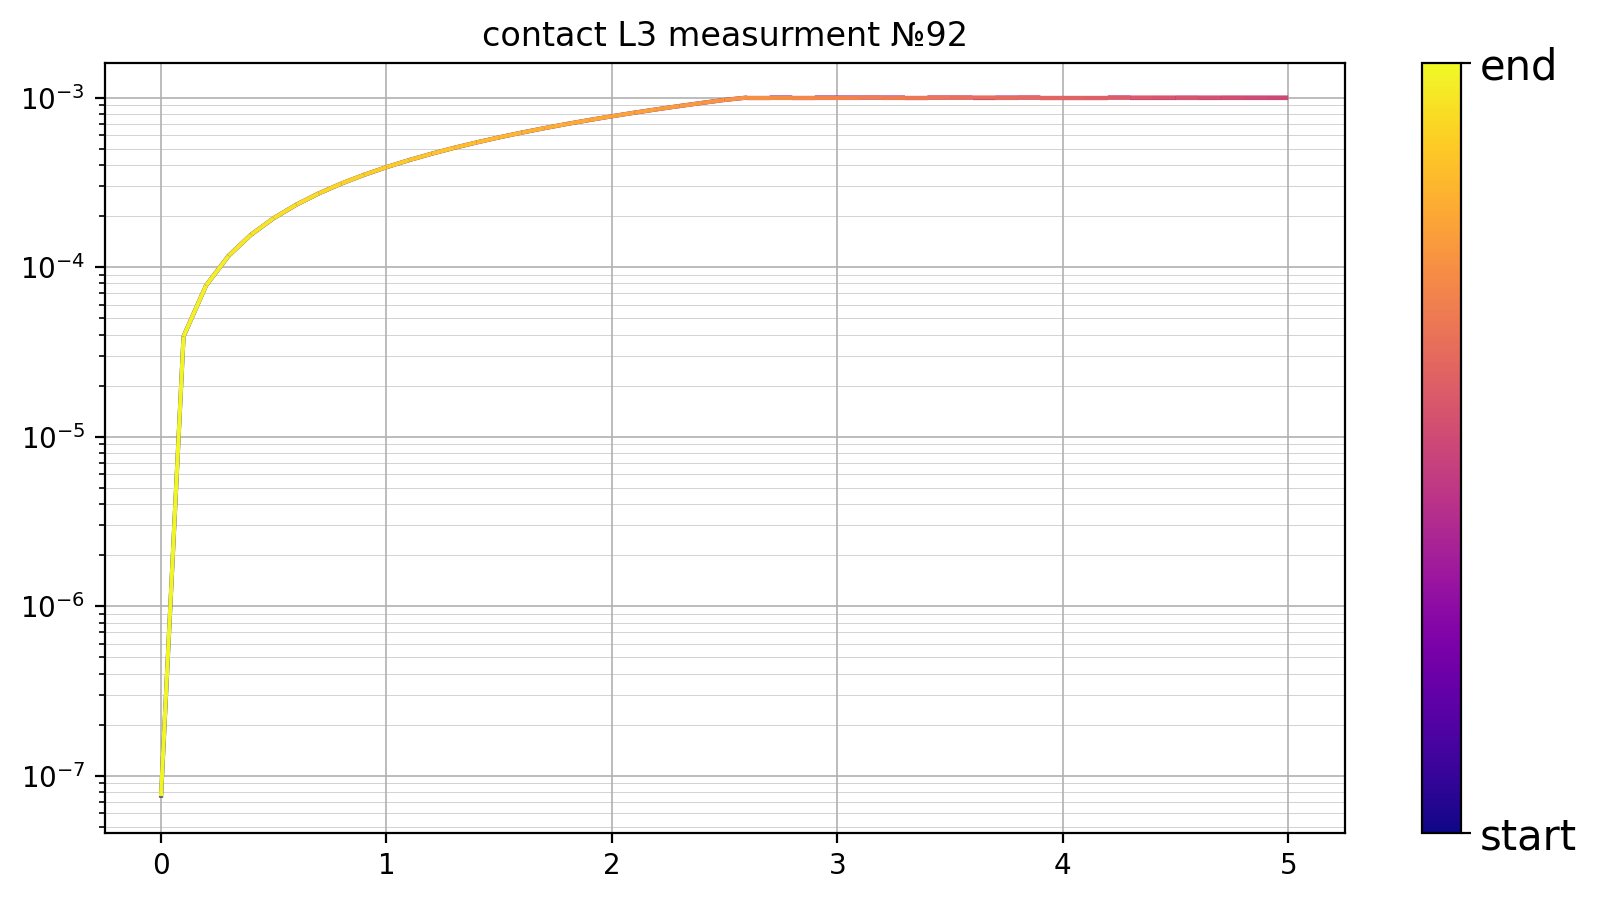 contact L3 measurment №92
10⁻³
10⁻⁴
10⁻⁵
10⁻⁶
10⁻⁷
0 1 2 3 4 5
end
start